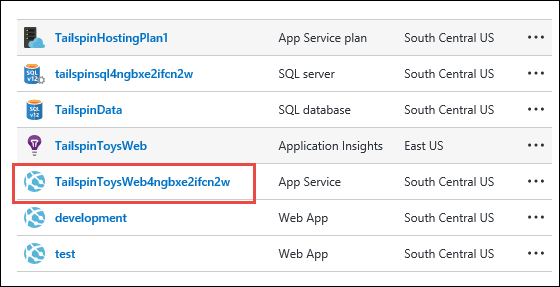 TailspinHostingPlan1 App Service plan South Central US
SQL V12 tailspinsql4ngbxe2ifcn2w SQL server South Central US
SQL V12 TailspinData SQL database South Central US
TailspinToysWeb Application Insights East US
TailspinToysWeb4ngbxe2ifcn2w App Service South Central US
development Web App South Central US
test Web App South Central US